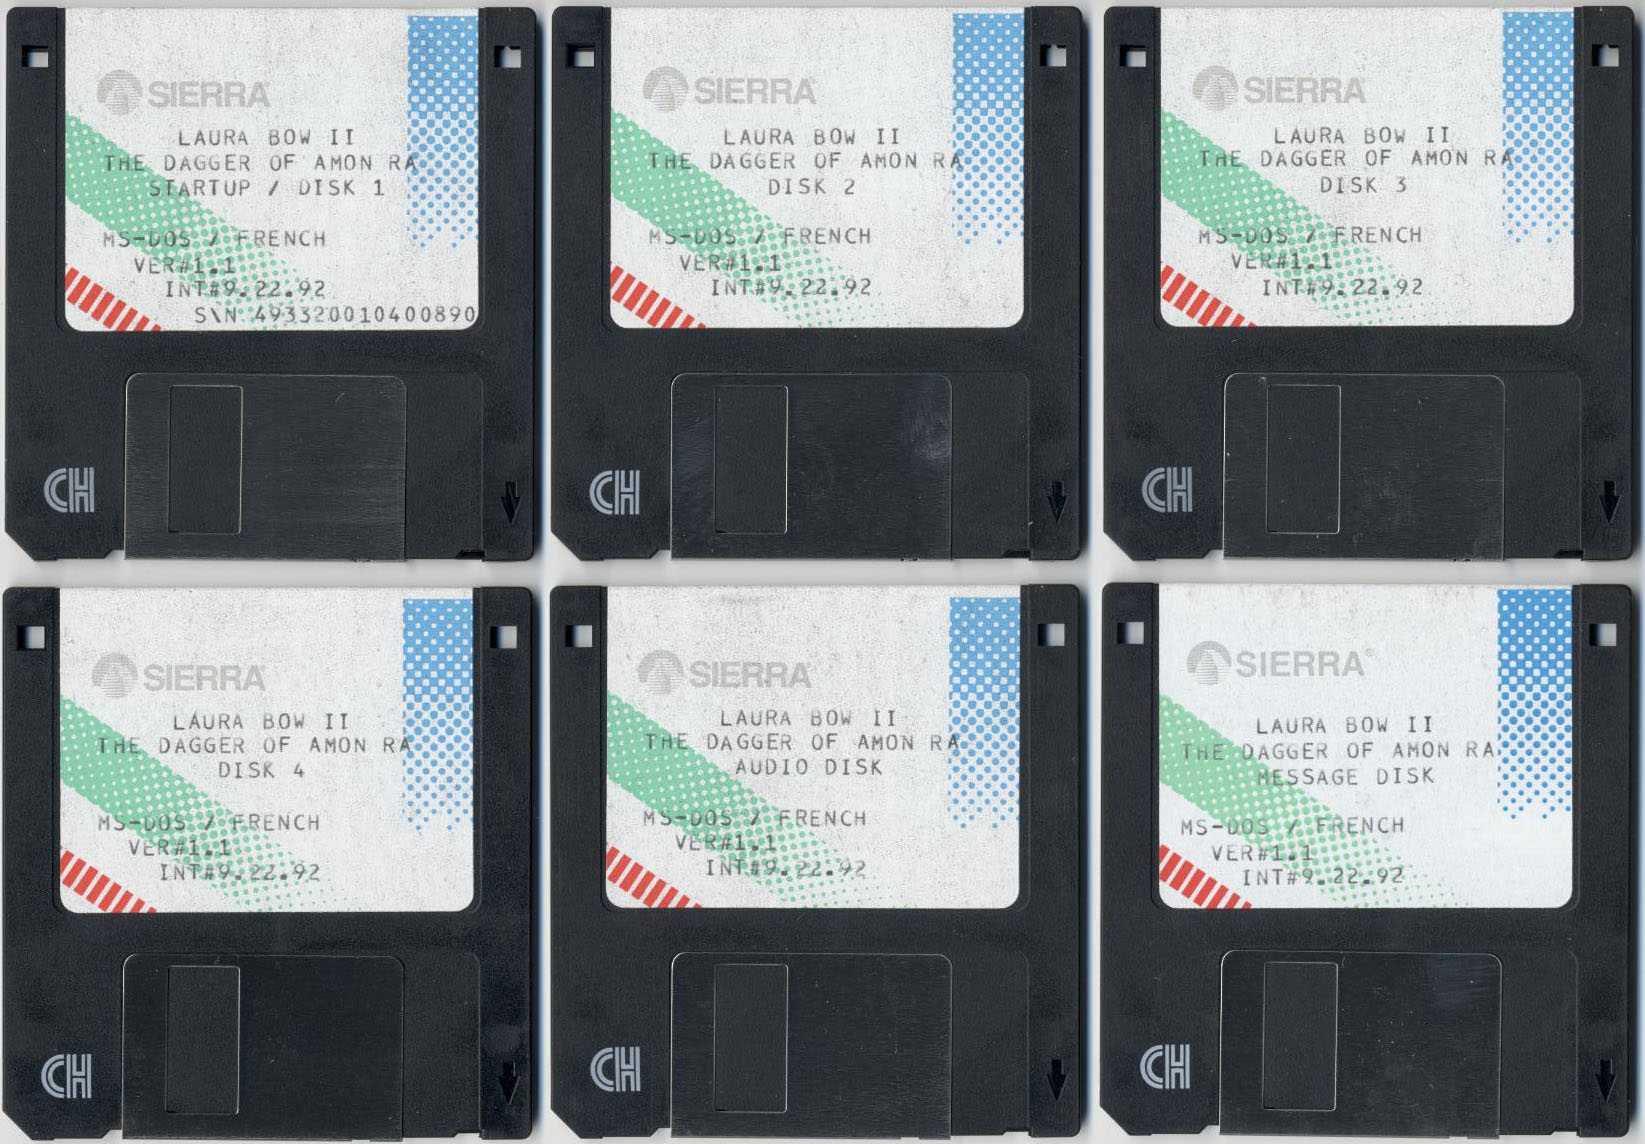 SIERRA
LAURA BOW II
THE DAGGER OF AMON RA
STARTUP / DISK 1
MS-DOS / FRENCH
VER#1.1
INT#9.22.92
S\N 493320010400890
CH
SIERRA
LAURA BOW II
THE DAGGER OF AMON RA
DISK 2
MS-DOS / FRENCH
VER#1.1
INT#9.22.92
CH
SIERRA
LAURA BOW II
THE DAGGER OF AMON RA
DISK 3
MS-DOS / FRENCH
VER#1.1
INT#9.22.92
CH
SIERRA
LAURA BOW II
THE DAGGER OF AMON RA
DISK 4
MS-DOS / FRENCH
VER#1.1
INT#9.22.92
CH
SIERRA
LAURA BOW II
THE DAGGER OF AMON RA
AUDIO DISK
MS-DOS / FRENCH
VER#1.1
INT#9.22.92
CH
SIERRA®
LAURA BOW II
THE DAGGER OF AMON RA
MESSAGE DISK
MS-DOS / FRENCH
VER#1.1
INT#9.22.92
CH